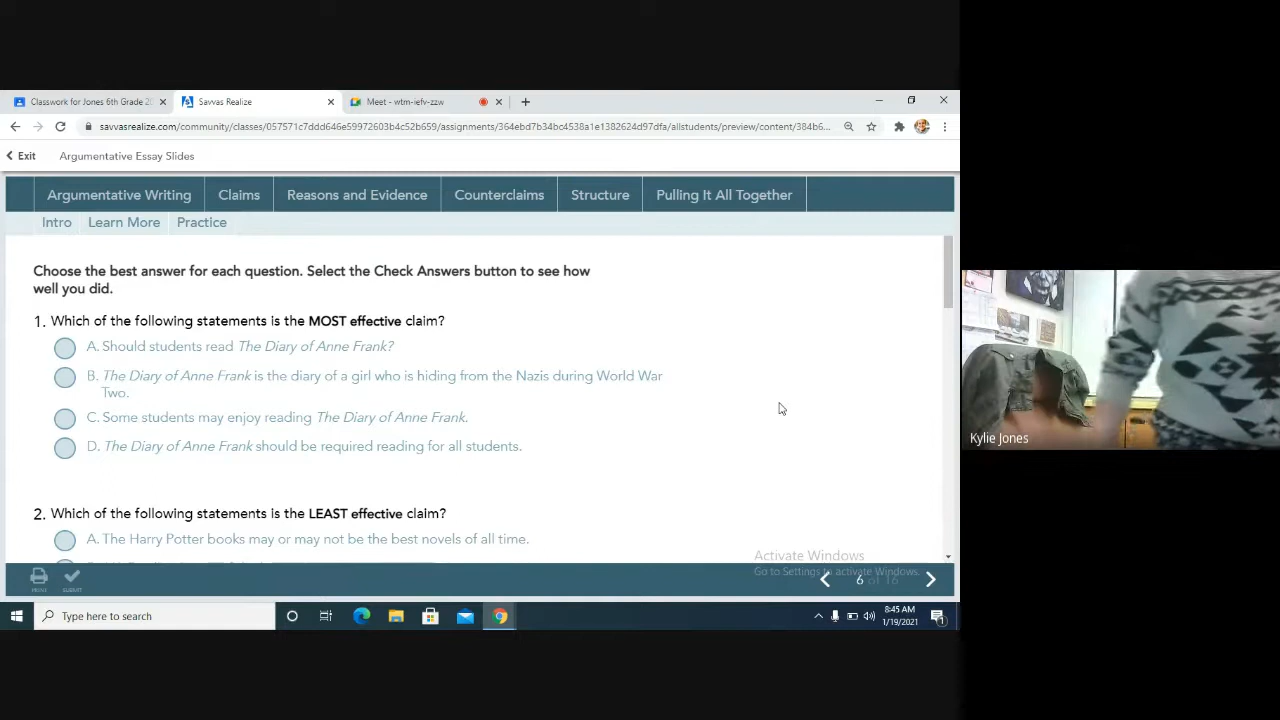 Classwork for Jones 6th Grade 2
Savvas Realize
Meet - wtm-iefv-zzw
savvasrealize.com/community/classes/057571c7ddd646e59972603b4c52b659/assignments/364ebd7b34bc4538a1e1382624d97dfa/allstudents/preview/content/384b6...
Exit
Argumentative Essay Slides
Argumentative Writing
Claims
Reasons and Evidence
Counterclaims
Structure
Pulling It All Together
Intro
Learn More
Practice
Choose the best answer for each question. Select the Check Answers button to see how
well you did.
1. Which of the following statements is the MOST effective claim?
A. Should students read The Diary of Anne Frank?
B. The Diary of Anne Frank is the diary of a girl who is hiding from the Nazis during World War
Two.
C. Some students may enjoy reading The Diary of Anne Frank.
D. The Diary of Anne Frank should be required reading for all students.
Kylie Jones
2. Which of the following statements is the LEAST effective claim?
A. The Harry Potter books may or may not be the best novels of all time.
Activate Windows
Go to Settings to activate Windows.
PRINT
SUBMIT
6 of 16
Type here to search
8:45 AM
1/19/2021
1